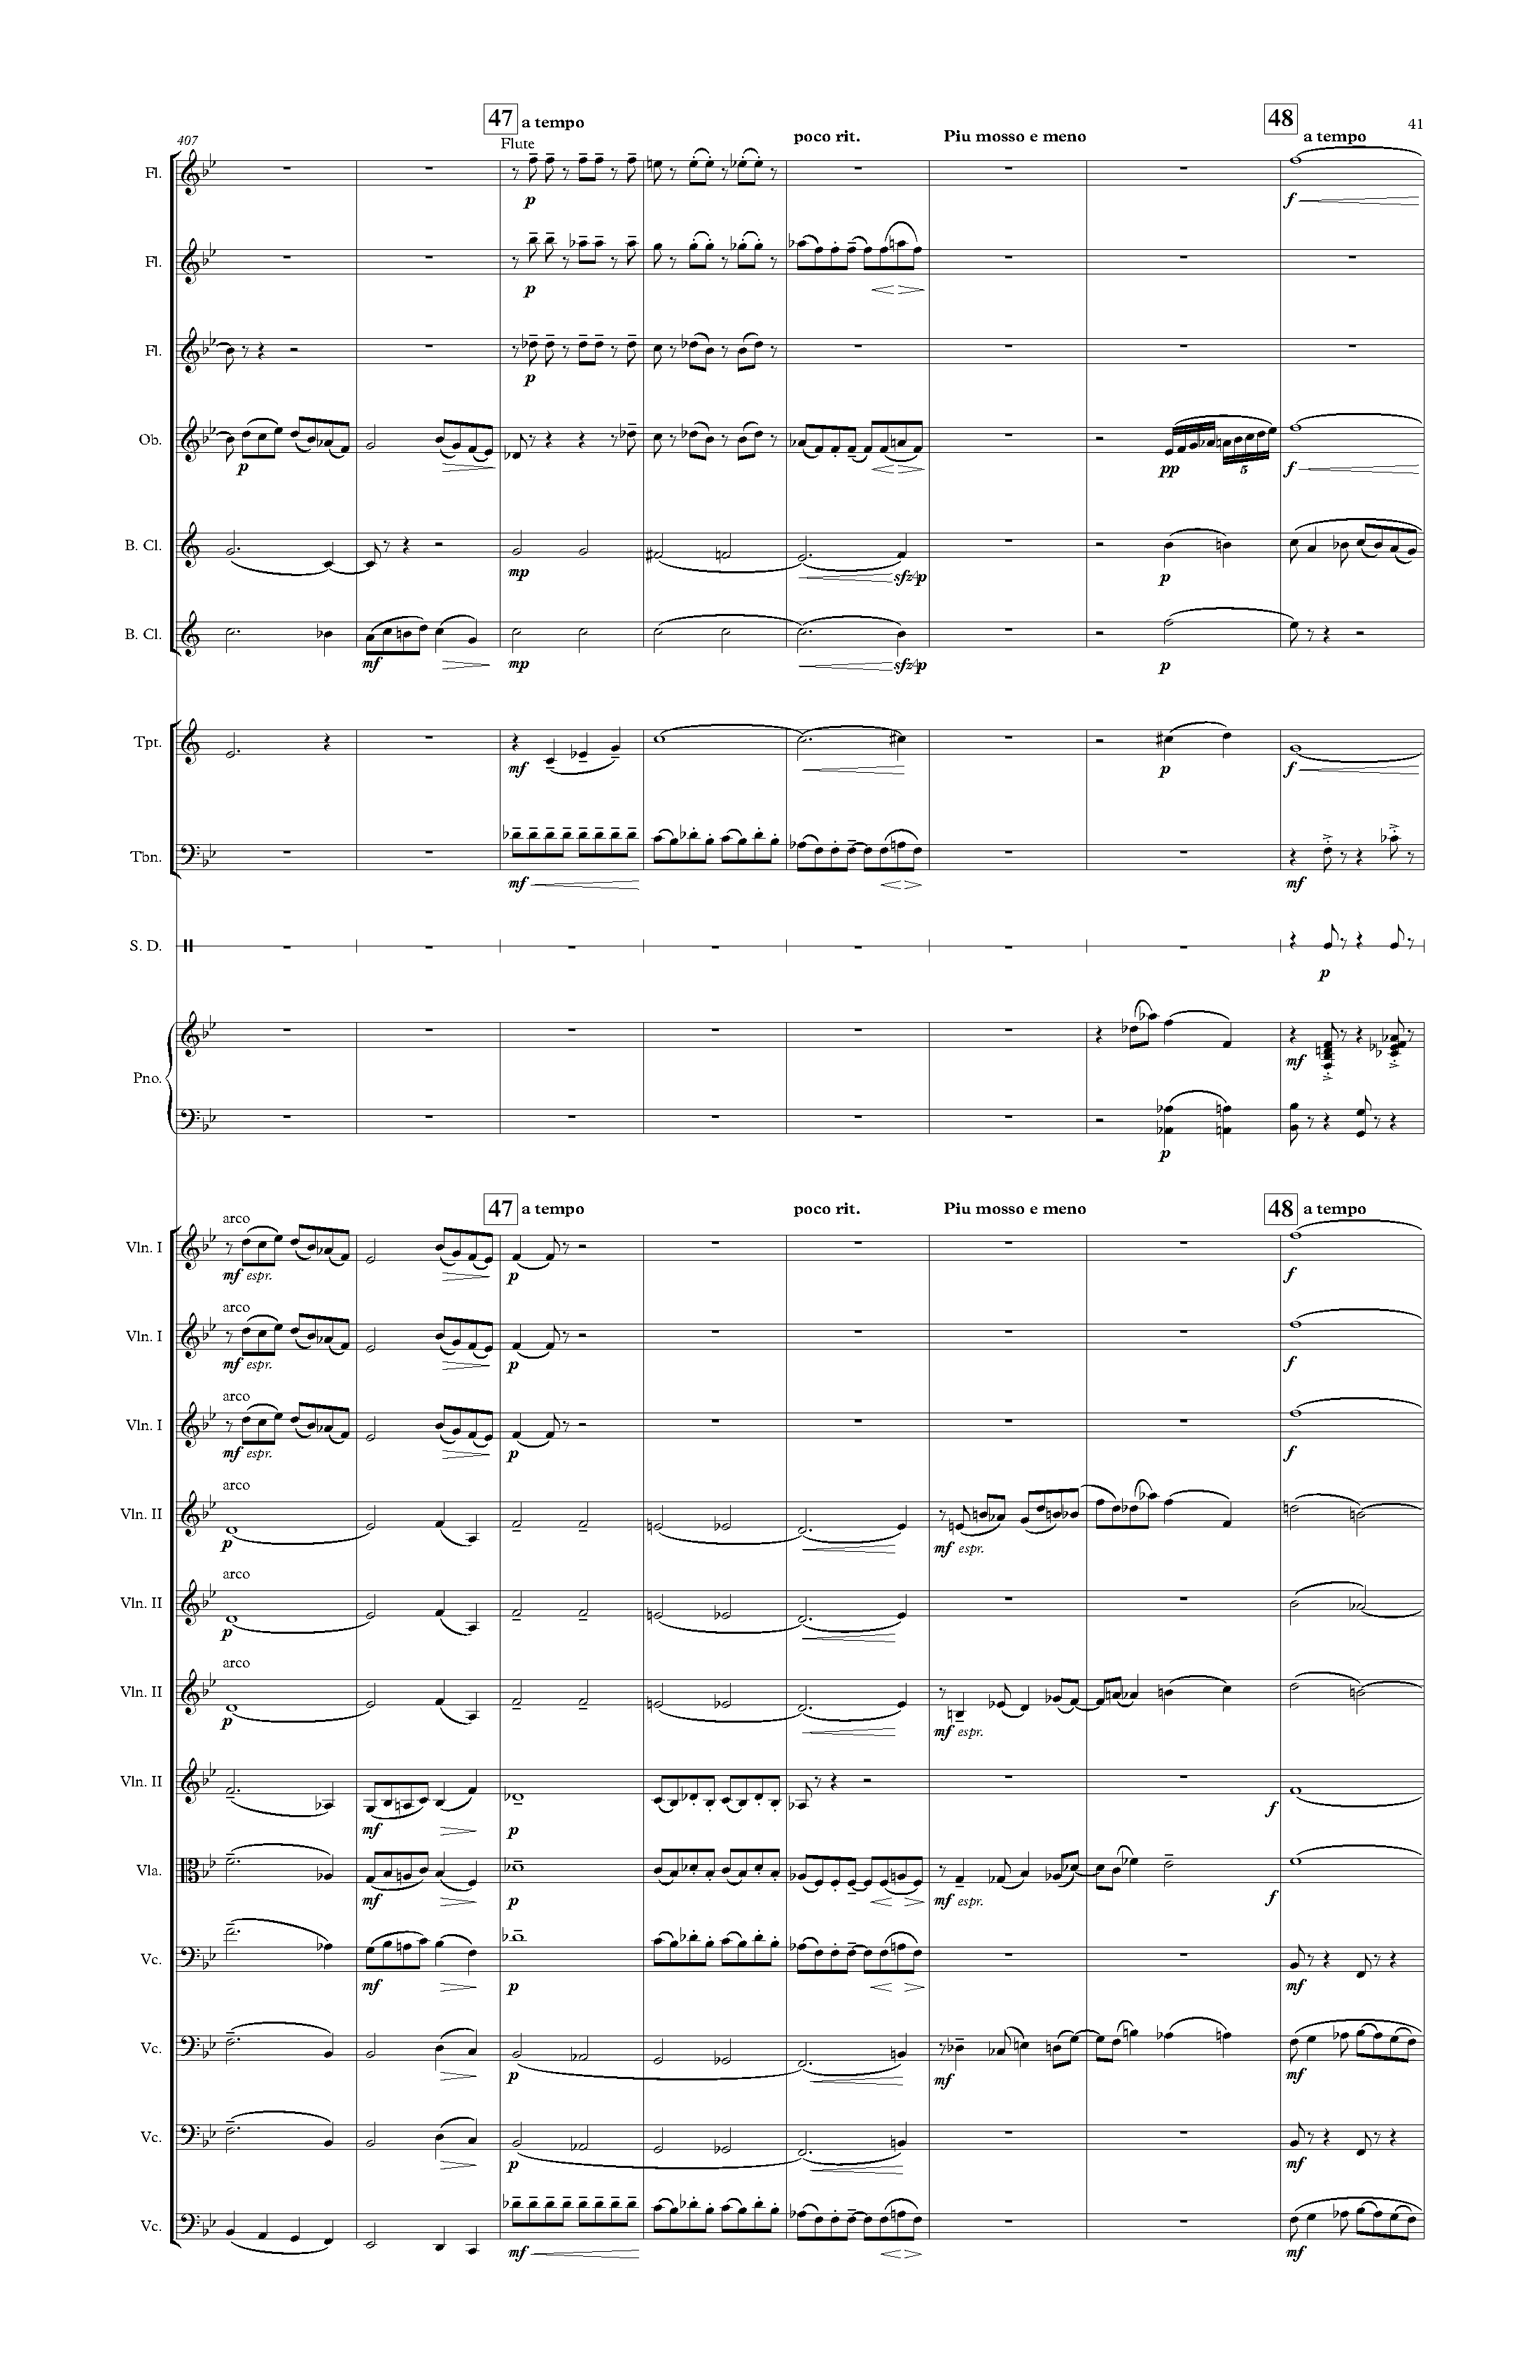 47 a tempo
48 a tempo
41
407
Flute
poco rit.
Piu mosso e meno
Fl.
p
f
Fl.
p
Fl.
p
Ob.
p
pp
5
f
B. Cl.
mp
sfz4p
p
B. Cl.
mf
mp
sfz4p
p
Tpt.
mf
p
f
Tbn.
mf
mf
S. D.
p
Pno.
mf
p
47 a tempo
poco rit.
Piu mosso e meno
48 a tempo
arco
Vln. I
mf espr.
p
f
arco
Vln. I
mf espr.
p
f
arco
Vln. I
mf espr.
p
f
arco
Vln. II
p
mf espr.
arco
Vln. II
p
arco
Vln. II
p
mf espr.
Vln. II
mf
p
f
Vla.
mf
p
mf espr.
f
Vc.
mf
p
mf
Vc.
p
mf
mf
Vc.
p
mf
Vc.
mf
mf